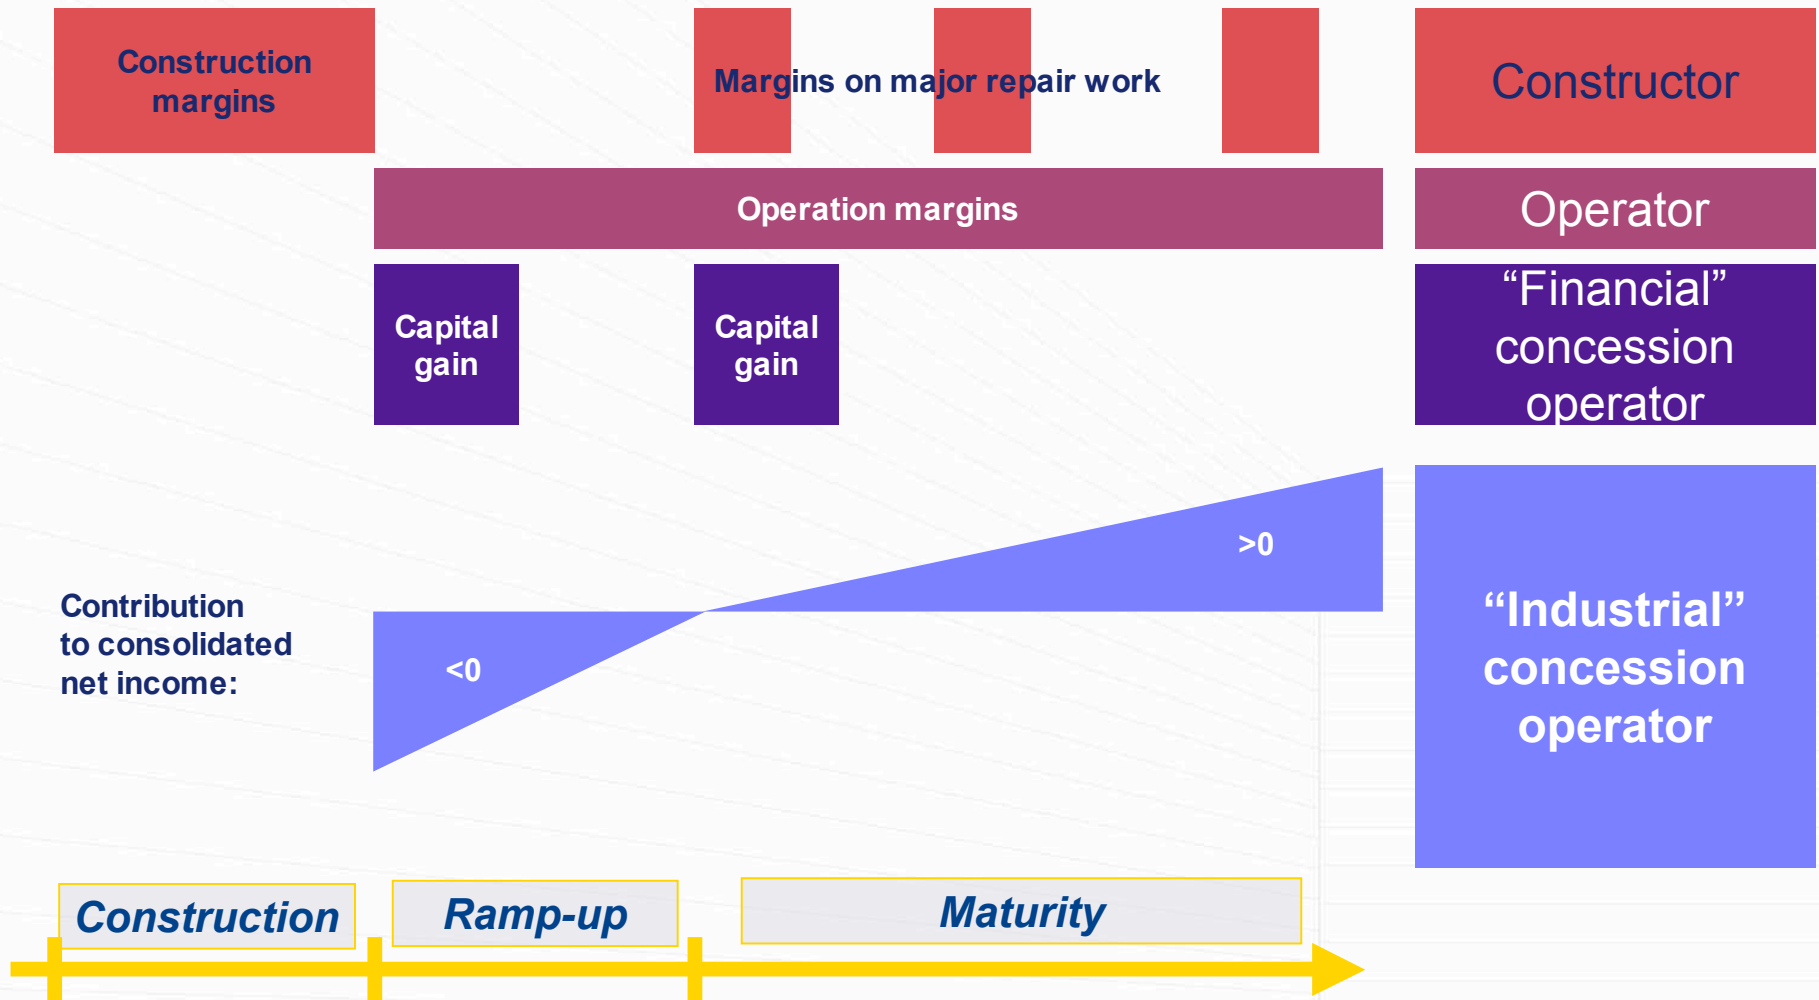 Construction
margins
Margins on major repair work
Constructor
Operation margins
Operator
Capital
gain
Capital
gain
“Financial”
concession
operator
>0
Contribution
to consolidated
net income:
<0
“Industrial”
concession
operator
Construction
Ramp-up
Maturity